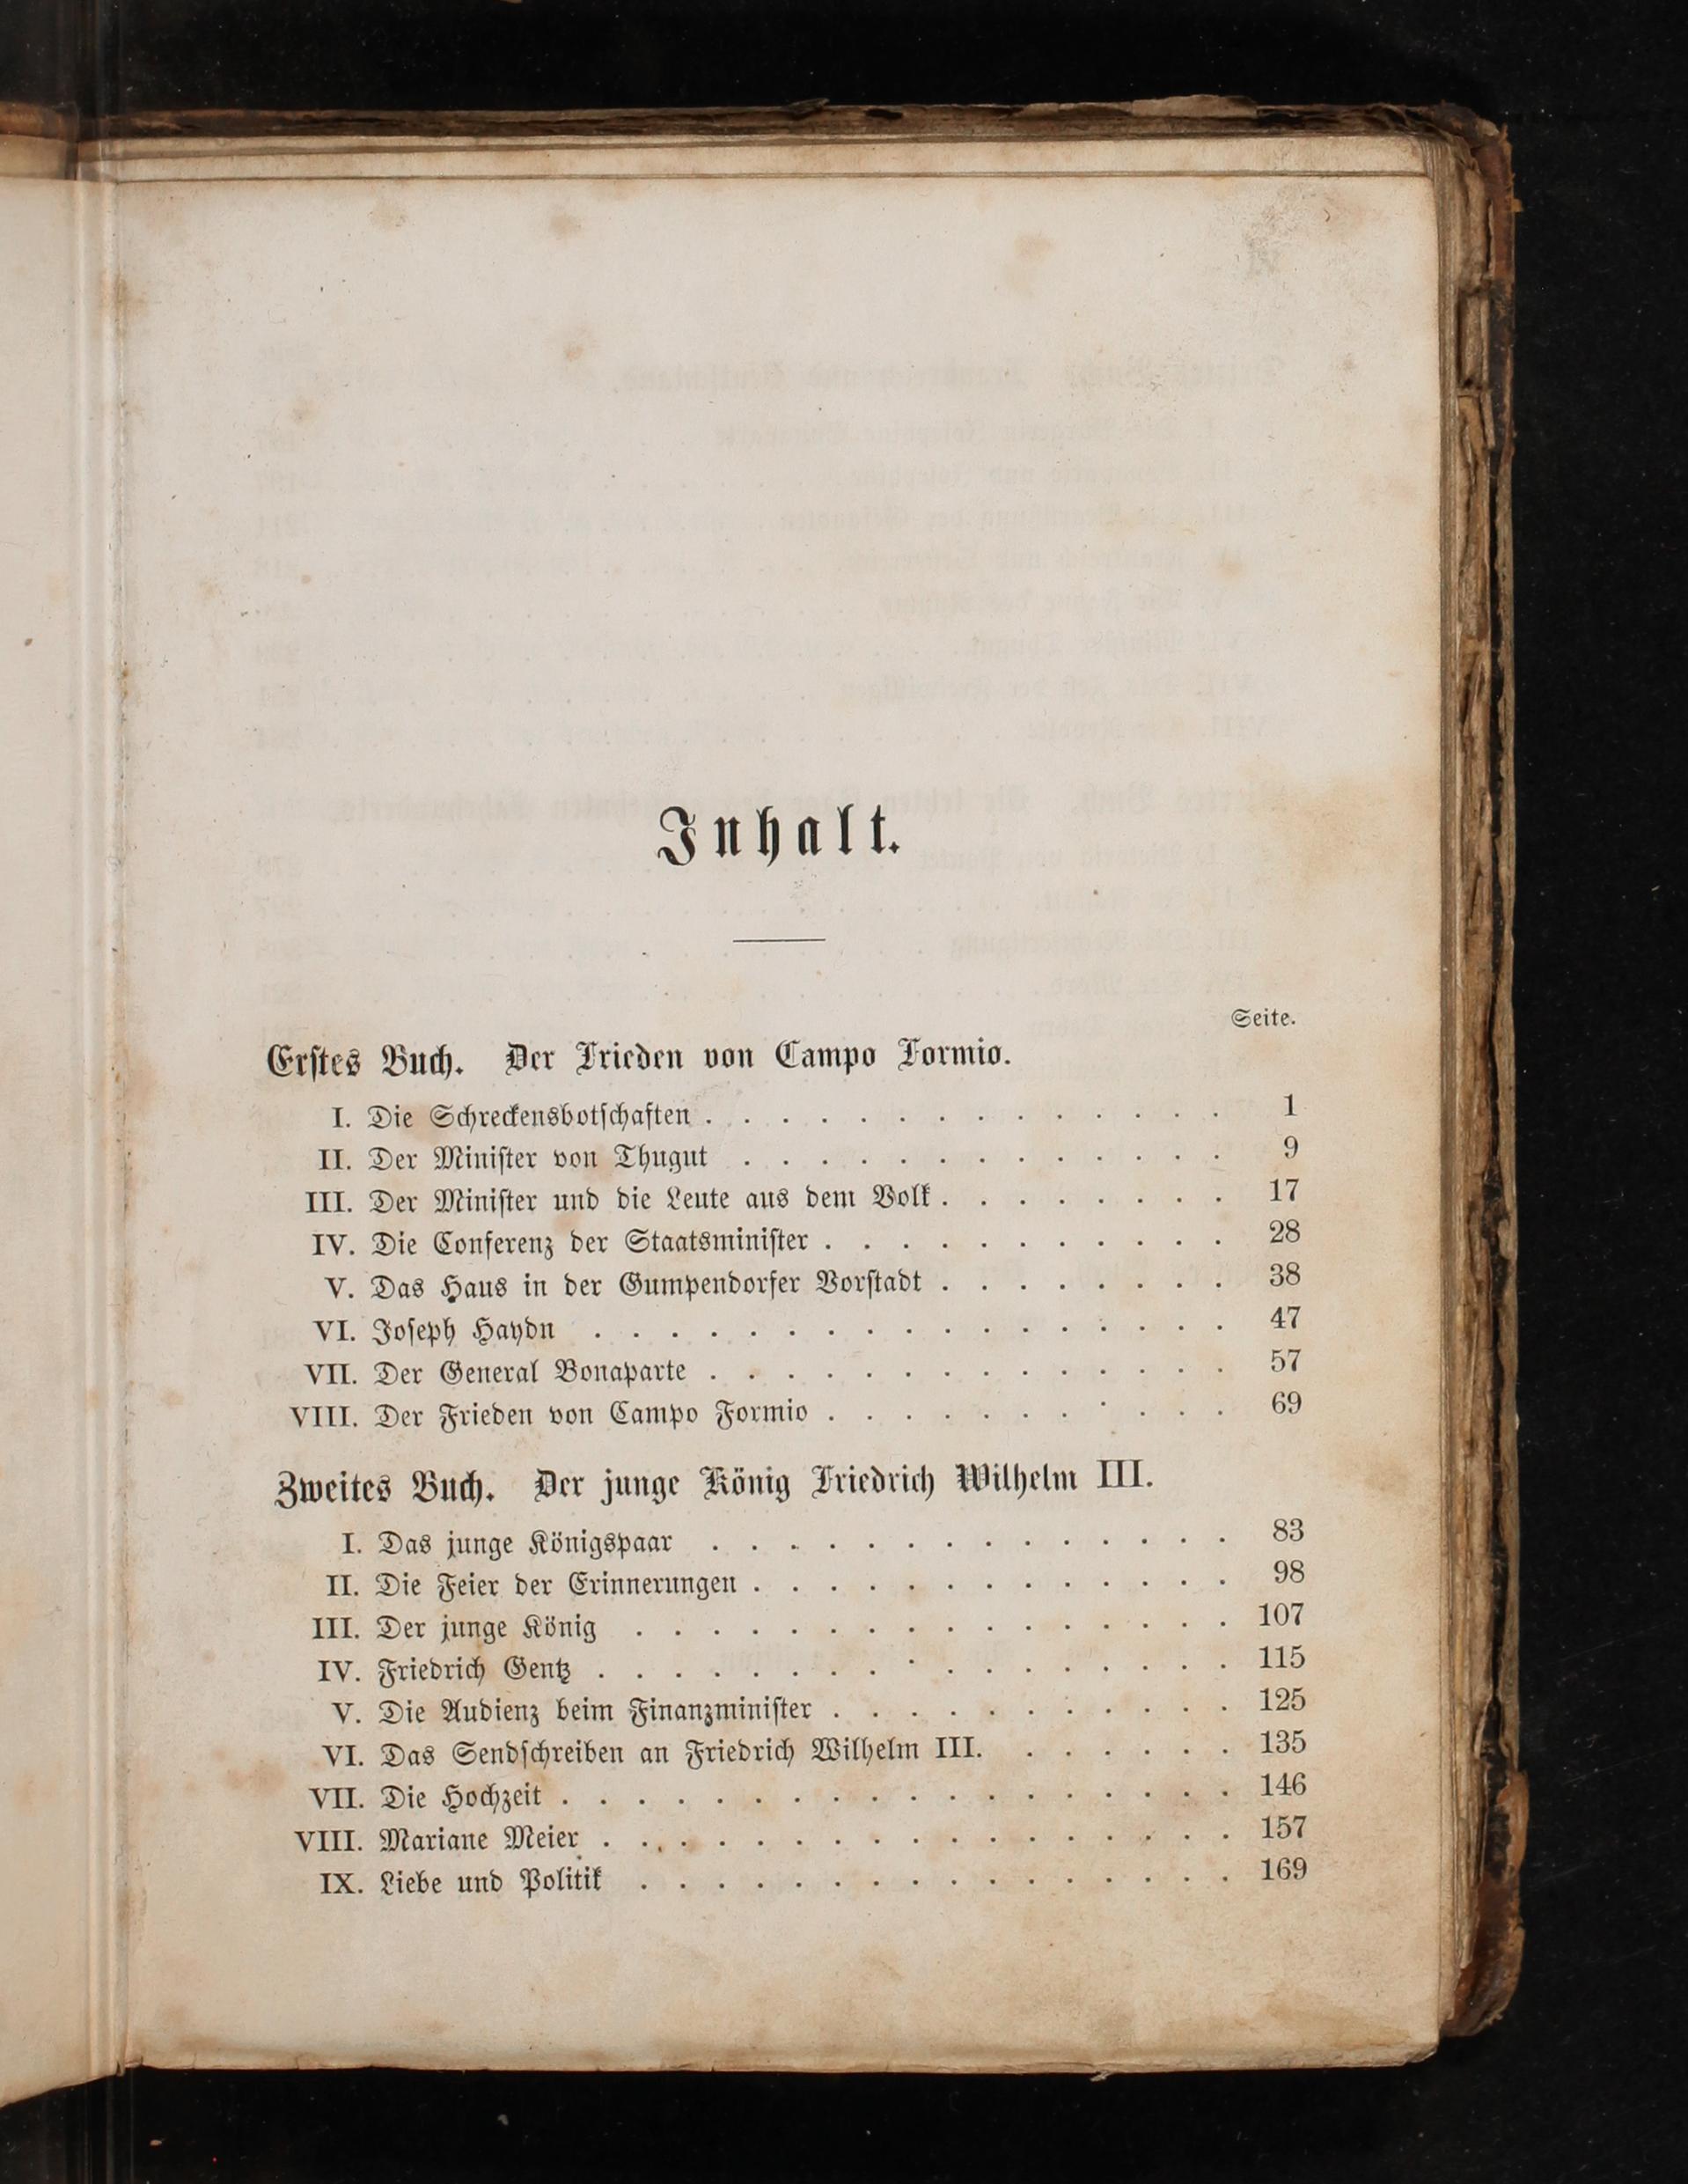 Inhalt.
Seite.
Erſtes Buch. Der Frieden von Campo Formio.
I. Die Schreckensbotſchaften . . . . . . . . . . . . . . 1
II. Der Miniſter von Thugut . . . . . . . . . . . . . 9
III. Der Miniſter und die Leute aus dem Volk . . . . . . . . 17
IV. Die Conferenz der Staatsminiſter . . . . . . . . . . . 28
V. Das Haus in der Gumpendorfer Vorſtadt . . . . . . . . 38
VI. Joſeph Haydn . . . . . . . . . . . . . . . . . 47
VII. Der General Bonaparte . . . . . . . . . . . . . . 57
VIII. Der Frieden von Campo Formio . . . . . . . . . . . 69
Zweites Buch. Der junge König Friedrich Wilhelm III.
I. Das junge Königspaar . . . . . . . . . . . . . . 83
II. Die Feier der Erinnerungen . . . . . . . . . . . . . 98
III. Der junge König . . . . . . . . . . . . . . . . 107
IV. Friedrich Gentz . . . . . . . . . . . . . . . . . 115
V. Die Audienz beim Finanzminiſter . . . . . . . . . . . 125
VI. Das Sendſchreiben an Friedrich Wilhelm III. . . . . . . 135
VII. Die Hochzeit . . . . . . . . . . . . . . . . . . 146
VIII. Mariane Meier . . . . . . . . . . . . . . . . . 157
IX. Liebe und Politik . . . . . . . . . . . . . . . . 169